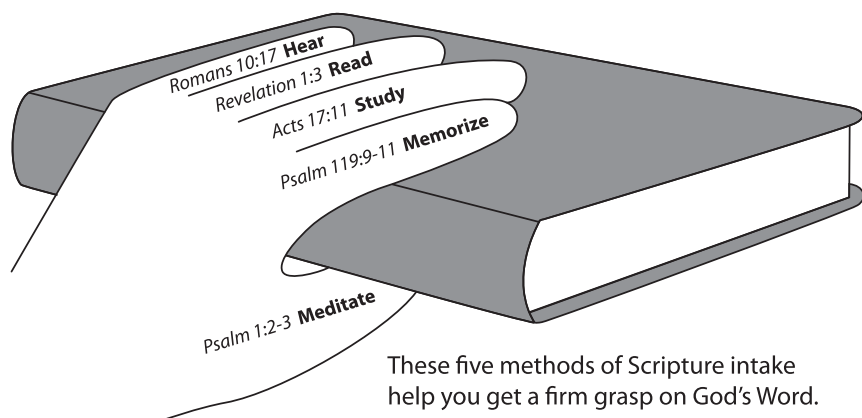 Romans 10:17 Hear
Revelation 1:3 Read
Acts 17:11 Study
Psalm 119:9-11 Memorize
Psalm 1:2-3 Meditate
These five methods of Scripture intake
help you get a firm grasp on God's Word.